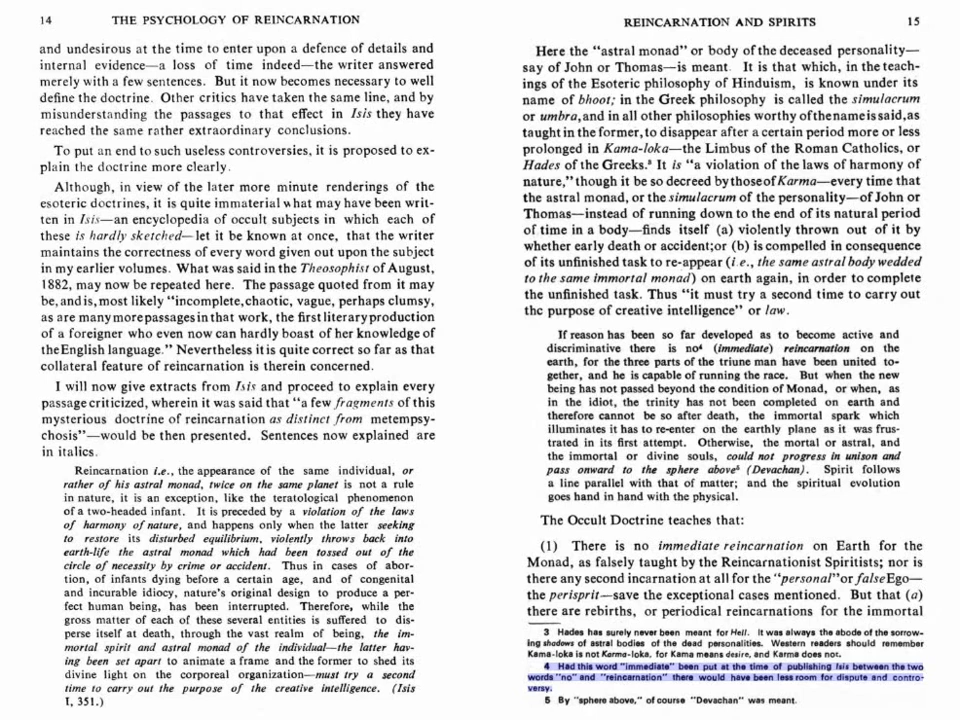 14 THE PSYCHOLOGY OF REINCARNATION
and undesirous at the time to enter upon a defence of details and
internal evidence—a loss of time indeed—the writer answered
merely with a few sentences. But it now becomes necessary to well
define the doctrine. Other critics have taken the same line, and by
misunderstanding the passages to that effect in Isis they have
reached the same rather extraordinary conclusions.
To put an end to such useless controversies, it is proposed to ex-
plain the doctrine more clearly.
Although, in view of the later more minute renderings of the
esoteric doctrines, it is quite immaterial what may have been writ-
ten in Isis—an encyclopedia of occult subjects in which each of
these is hardly sketched—let it be known at once, that the writer
maintains the correctness of every word given out upon the subject
in my earlier volumes. What was said in the Theosophist of August,
1882, may now be repeated here. The passage quoted from it may
be, and is, most likely "incomplete, chaotic, vague, perhaps clumsy,
as are many more passages in that work, the first literary production
of a foreigner who even now can hardly boast of her knowledge of
the English language." Nevertheless it is quite correct so far as that
collateral feature of reincarnation is therein concerned.
I will now give extracts from Isis and proceed to explain every
passage criticized, wherein it was said that "a few fragments of this
mysterious doctrine of reincarnation as distinct from metempsy-
chosis"—would be then presented. Sentences now explained are
in italics.
Reincarnation i.e., the appearance of the same individual, or
rather of his astral monad, twice on the same planet is not a rule
in nature, it is an exception, like the teratological phenomenon
of a two-headed infant. It is preceded by a violation of the laws
of harmony of nature, and happens only when the latter seeking
to restore its disturbed equilibrium, violently throws back into
earth-life the astral monad which had been tossed out of the
circle of necessity by crime or accident. Thus in cases of abor-
tion, of infants dying before a certain age, and of congenital
and incurable idiocy, nature's original design to produce a per-
fect human being, has been interrupted. Therefore, while the
gross matter of each of these several entities is suffered to dis-
perse itself at death, through the vast realm of being, the im-
mortal spirit and astral monad of the individual—the latter hav-
ing been set apart to animate a frame and the former to shed its
divine light on the corporeal organization—must try a second
time to carry out the purpose of the creative intelligence. (Isis
I, 351.)
REINCARNATION AND SPIRITS 15
Here the "astral monad" or body of the deceased personality—
say of John or Thomas—is meant. It is that which, in the teach-
ings of the Esoteric philosophy of Hinduism, is known under its
name of bhoot; in the Greek philosophy is called the simulacrum
or umbra, and in all other philosophies worthy of the name is said, as
taught in the former, to disappear after a certain period more or less
prolonged in Kama-loka—the Limbus of the Roman Catholics, or
Hades of the Greeks.³ It is "a violation of the laws of harmony of
nature," though it be so decreed by those of Karma—every time that
the astral monad, or the simulacrum of the personality—of John or
Thomas—instead of running down to the end of its natural period
of time in a body—finds itself (a) violently thrown out of it by
whether early death or accident; or (b) is compelled in consequence
of its unfinished task to re-appear (i.e., the same astral body wedded
to the same immortal monad) on earth again, in order to complete
the unfinished task. Thus "it must try a second time to carry out
the purpose of creative intelligence" or law.
If reason has been so far developed as to become active and
discriminative there is no⁴ (immediate) reincarnation on the
earth, for the three parts of the triune man have been united to-
gether, and he is capable of running the race. But when the new
being has not passed beyond the condition of Monad, or when, as
in the idiot, the trinity has not been completed on earth and
therefore cannot be so after death, the immortal spark which
illuminates it has to re-enter on the earthly plane as it was frus-
trated in its first attempt. Otherwise, the mortal or astral, and
the immortal or divine souls, could not progress in unison and
pass onward to the sphere above⁵ (Devachan). Spirit follows
a line parallel with that of matter; and the spiritual evolution
goes hand in hand with the physical.
The Occult Doctrine teaches that:
(1) There is no immediate reincarnation on Earth for the
Monad, as falsely taught by the Reincarnationist Spiritists; nor is
there any second incarnation at all for the "personal" or false Ego—
the perisprit—save the exceptional cases mentioned. But that (a)
there are rebirths, or periodical reincarnations for the immortal
3 Hades has surely never been meant for Hell. It was always the abode of the sorrow-
ing shadows of astral bodies of the dead personalities. Western readers should remember
Kama-loka is not Karma-loka, for Kama means desire, and Karma does not.
4 Had this word "immediate" been put at the time of publishing Isis between the two
words "no" and "reincarnation" there would have been less room for dispute and contro-
versy.
5 By "sphere above," of course "Devachan" was meant.